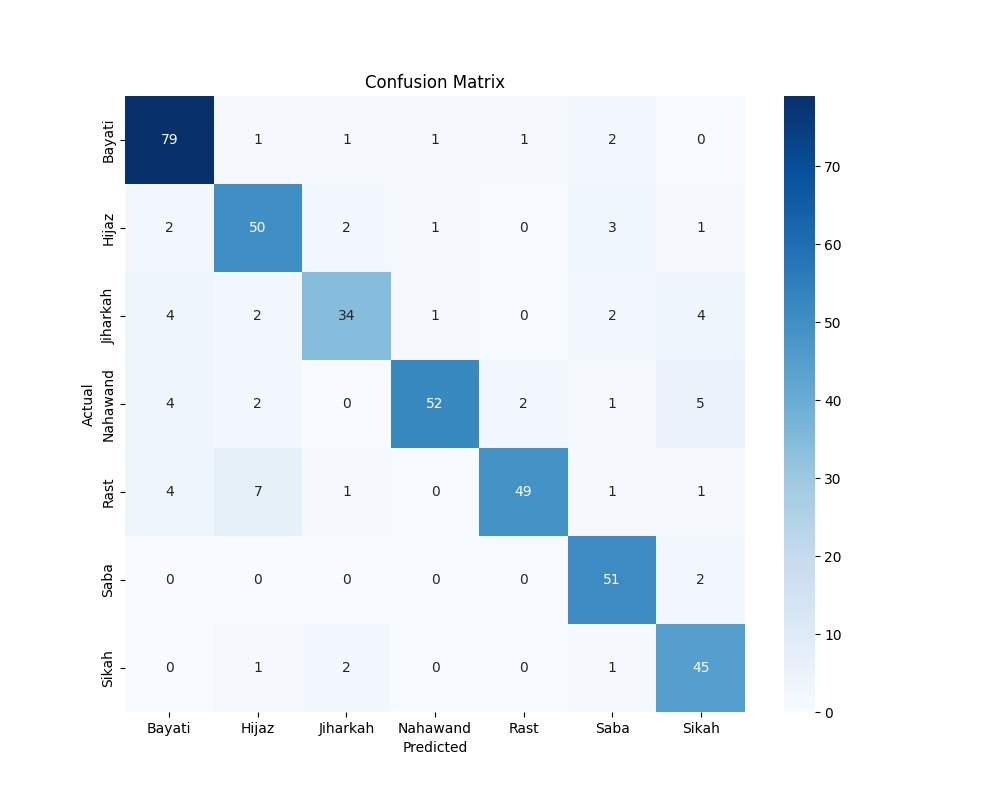 Confusion Matrix
Bayati 79 1 1 1 1 2 0
Hijaz 2 50 2 1 0 3 1
Jiharkah 4 2 34 1 0 2 4
Nahawand 4 2 0 52 2 1 5
Rast 4 7 1 0 49 1 1
Saba 0 0 0 0 0 51 2
Sikah 0 1 2 0 0 1 45
Actual
Bayati Hijaz Jiharkah Nahawand Rast Saba Sikah
Predicted
70
60
50
40
30
20
10
0